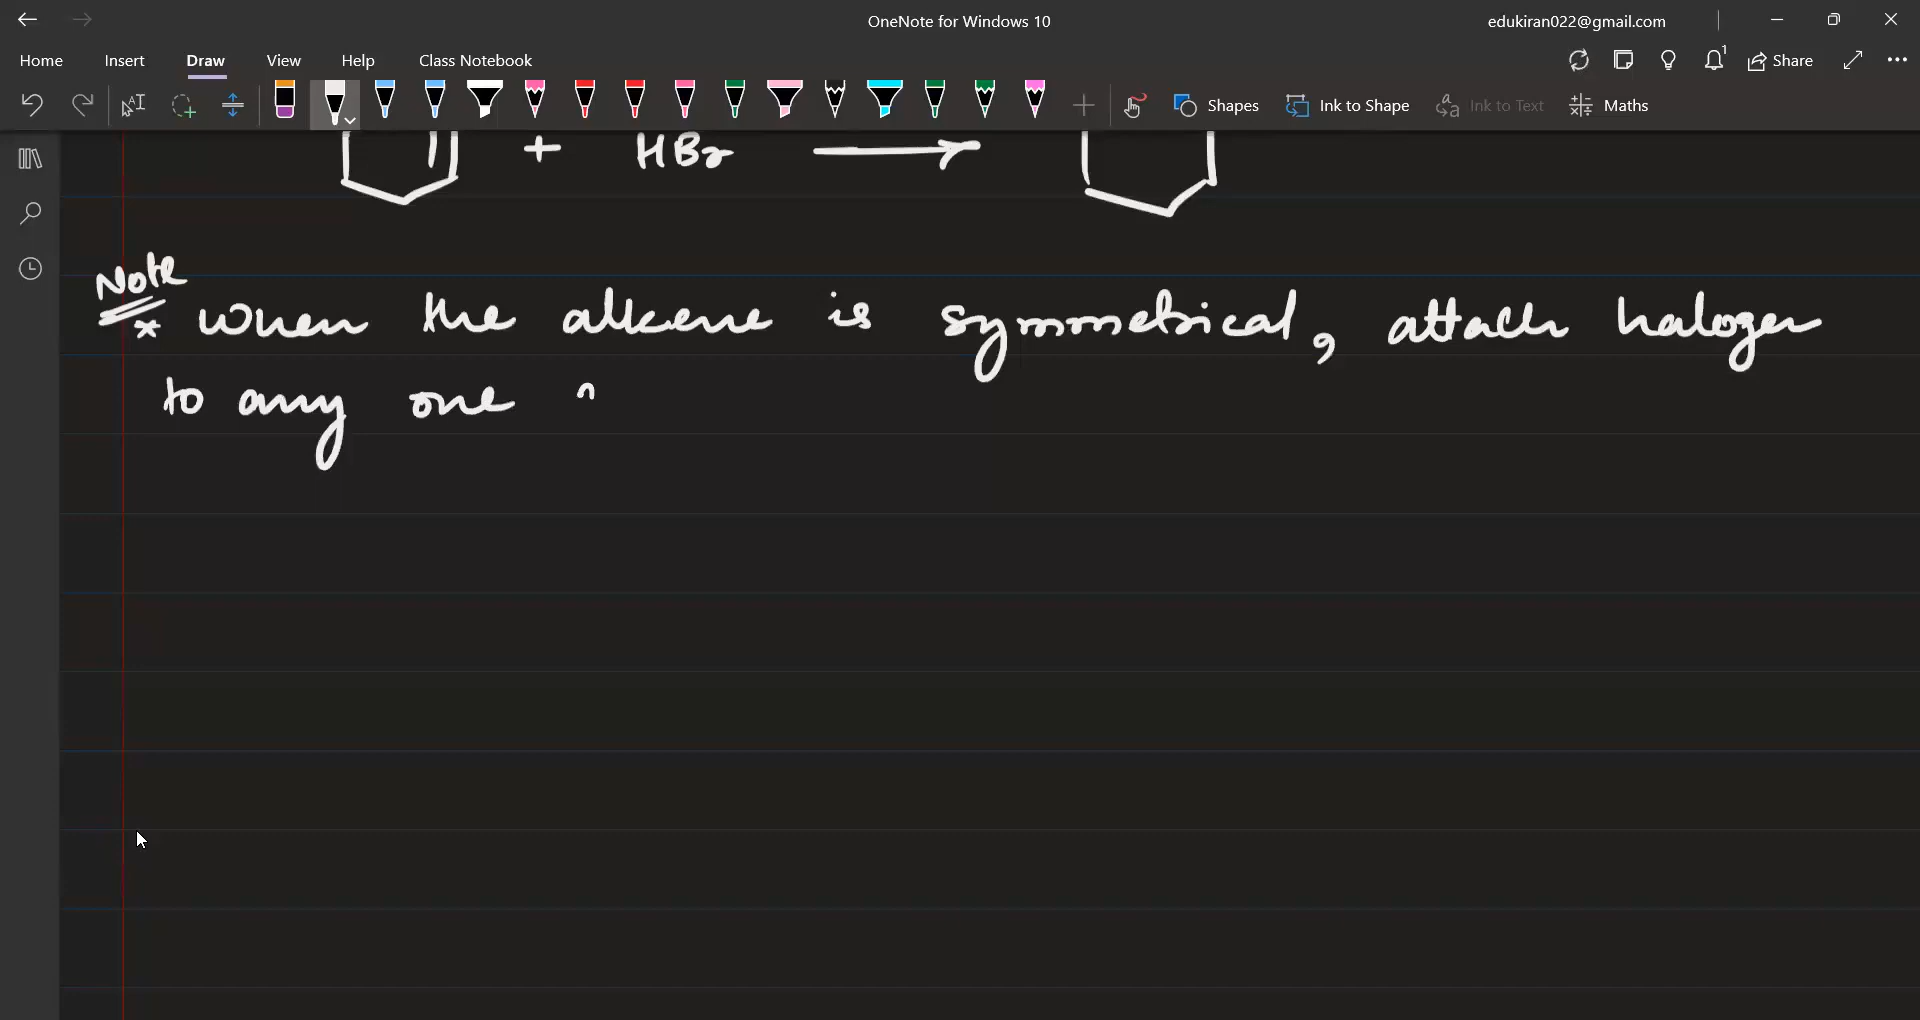 OneNote for Windows 10
edukiran022@gmail.com
Home Insert Draw View Help Class Notebook
1
Share
Shapes
Ink to Shape
Ink to Text
Maths
+ HBr
Note
* when the alkene is symmetrical, attach halogen
to any one